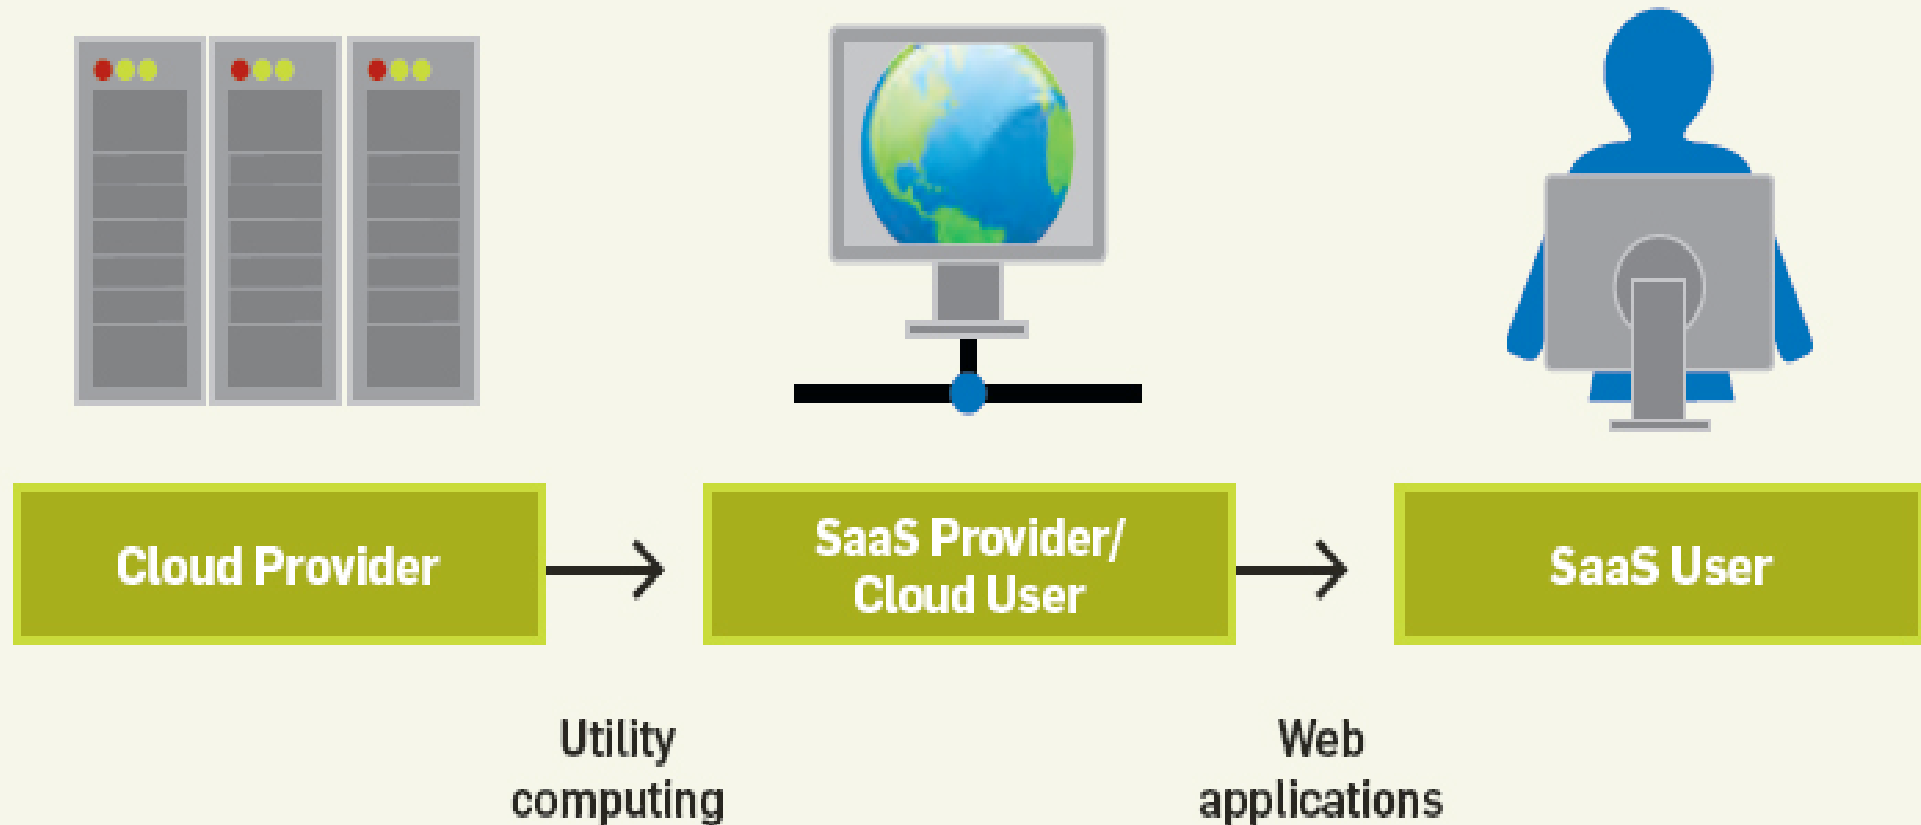 Cloud Provider
SaaS Provider/
Cloud User
SaaS User
Utility
computing
Web
applications